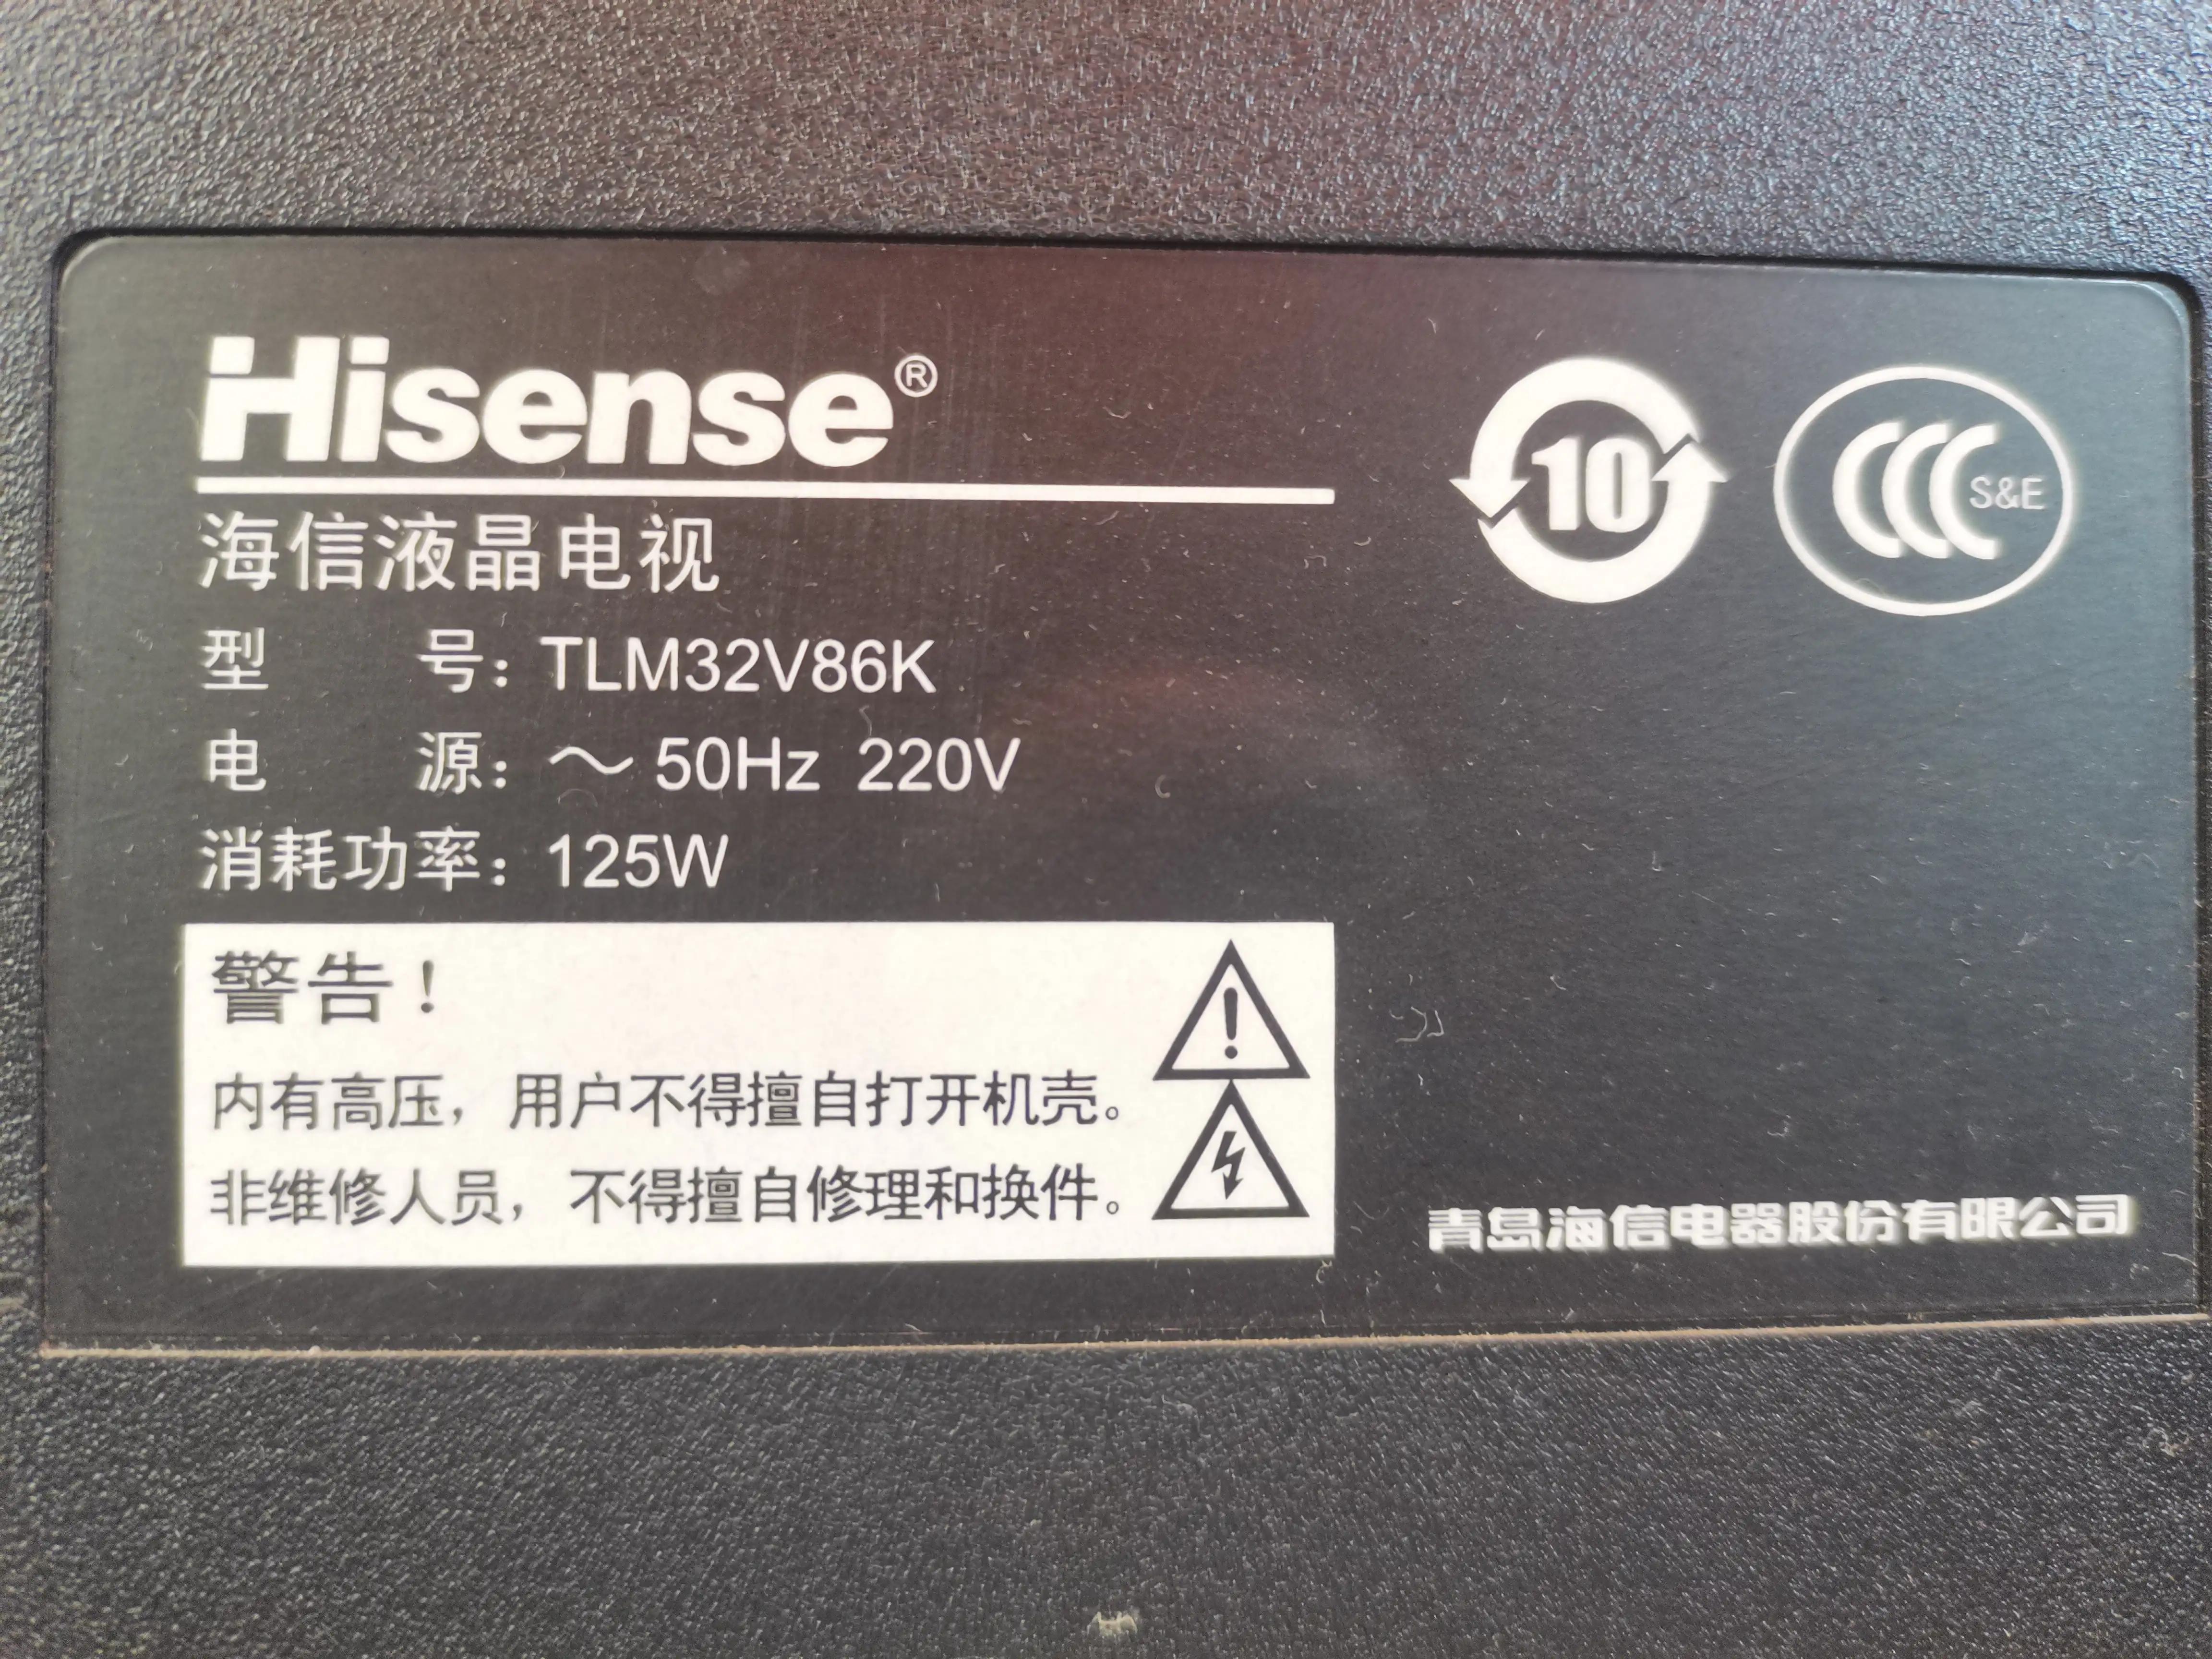 Hisense®
10
CCC S&E
海信液晶电视
型 号：TLM32V86K
电 源：～ 50Hz 220V
消耗功率：125W
警告！
内有高压，用户不得擅自打开机壳。
非维修人员，不得擅自修理和换件。
青岛海信电器股份有限公司